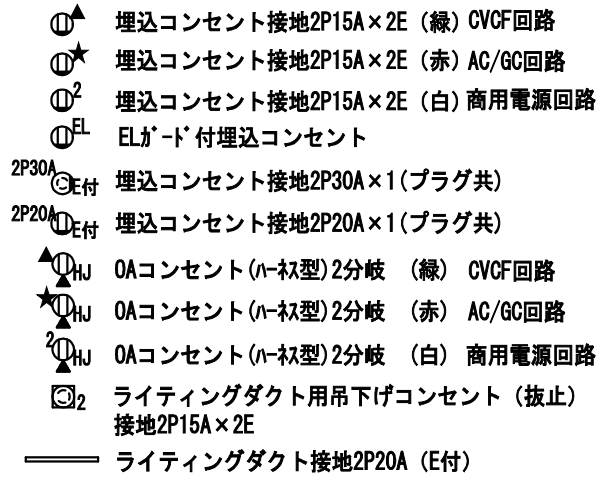 ▲ 埋込コンセント接地2P15A×2E (緑) CVCF回路
★ 埋込コンセント接地2P15A×2E (赤) AC/GC回路
2 埋込コンセント接地2P15A×2E (白) 商用電源回路
EL ELｶﾞｰﾄﾞ付埋込コンセント
2P30A E付 埋込コンセント接地2P30A×1(プラグ共)
2P20A E付 埋込コンセント接地2P20A×1(プラグ共)
▲ HJ OAコンセント(ﾊｰﾈｽ型)2分岐 (緑) CVCF回路
★ HJ OAコンセント(ﾊｰﾈｽ型)2分岐 (赤) AC/GC回路
2 HJ OAコンセント(ﾊｰﾈｽ型)2分岐 (白) 商用電源回路
2 ライティングダクト用吊下げコンセント (抜止)
接地2P15A×2E
ライティングダクト接地2P20A (E付)